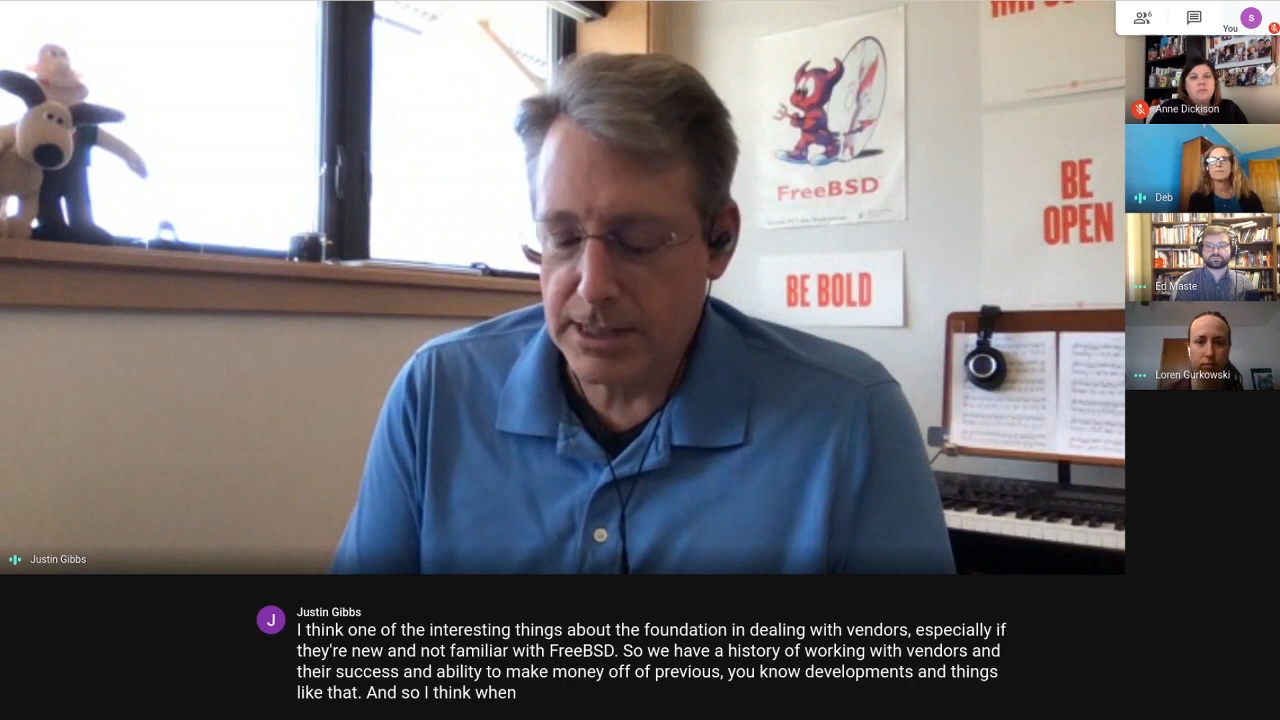 6
You
S
FreeBSD
BE
OPEN
BE BOLD
Anne Dickison
Deb
Ed Maste
Loren Gurkowski
Justin Gibbs
J
Justin Gibbs
I think one of the interesting things about the foundation in dealing with vendors, especially if
they're new and not familiar with FreeBSD. So we have a history of working with vendors and
their success and ability to make money off of previous, you know developments and things
like that. And so I think when